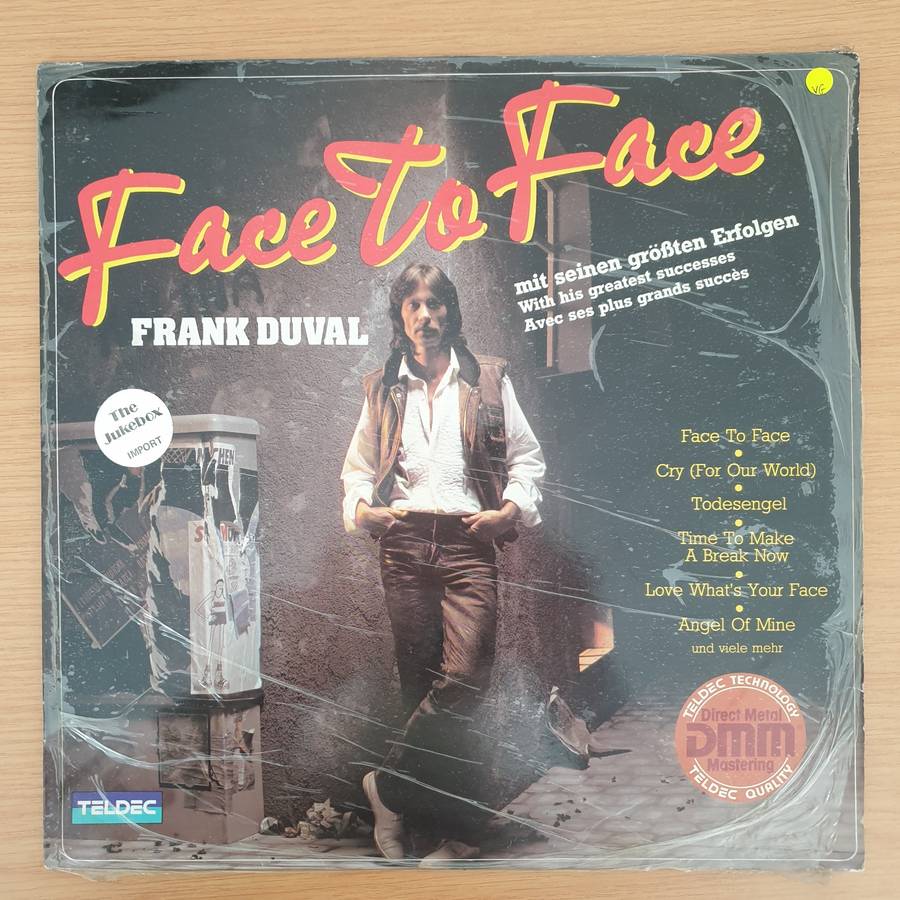 VG
Face To Face
mit seinen größten Erfolgen
With his greatest successes
Avec ses plus grands succès
FRANK DUVAL
The
Jukebox
IMPORT
Face To Face
Cry (For Our World)
Todesengel
Time To Make
A Break Now
Love What's Your Face
Angel Of Mine
und viele mehr
TELDEC TECHNOLOGY
Direct Metal
DMM
Mastering
TELDEC QUALITY
TELDEC